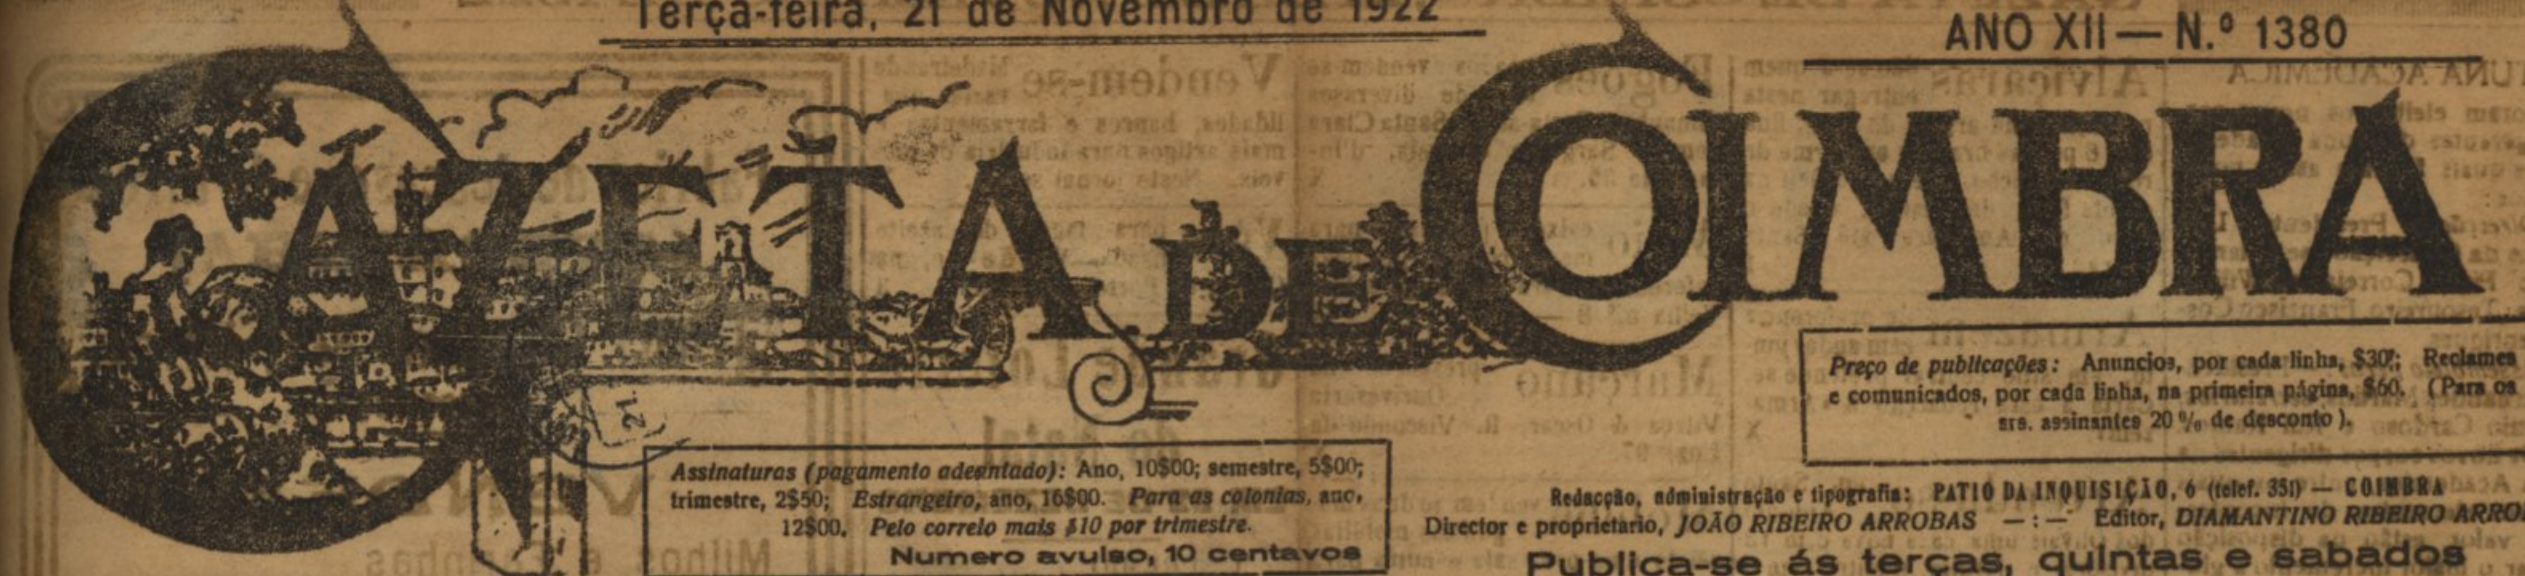 Terça-feira, 21 de Novembro de 1922
ANO XII — N.º 1380
GAZETA DE COIMBRA
Preço de publicações: Anuncios, por cada linha, $30; Reclames
e comunicados, por cada linha, na primeira página, $60. (Para os
srs. assinantes 20 % de desconto).
Assinaturas (pagamento adeantado): Ano, 10$00; semestre, 5$00;
trimestre, 2$50; Estrangeiro, ano, 16$00. Para as colonias, ano,
12$00. Pelo correio mais $10 por trimestre.
Numero avulso, 10 centavos
Redacção, administração e tipografia: PATIO DA INQUISIÇÃO, 6 (telef. 351) — COIMBRA
Director e proprietario, JOÃO RIBEIRO ARROBAS — : — Editor, DIAMANTINO RIBEIRO ARRO
Publica-se ás terças, quintas e sabados